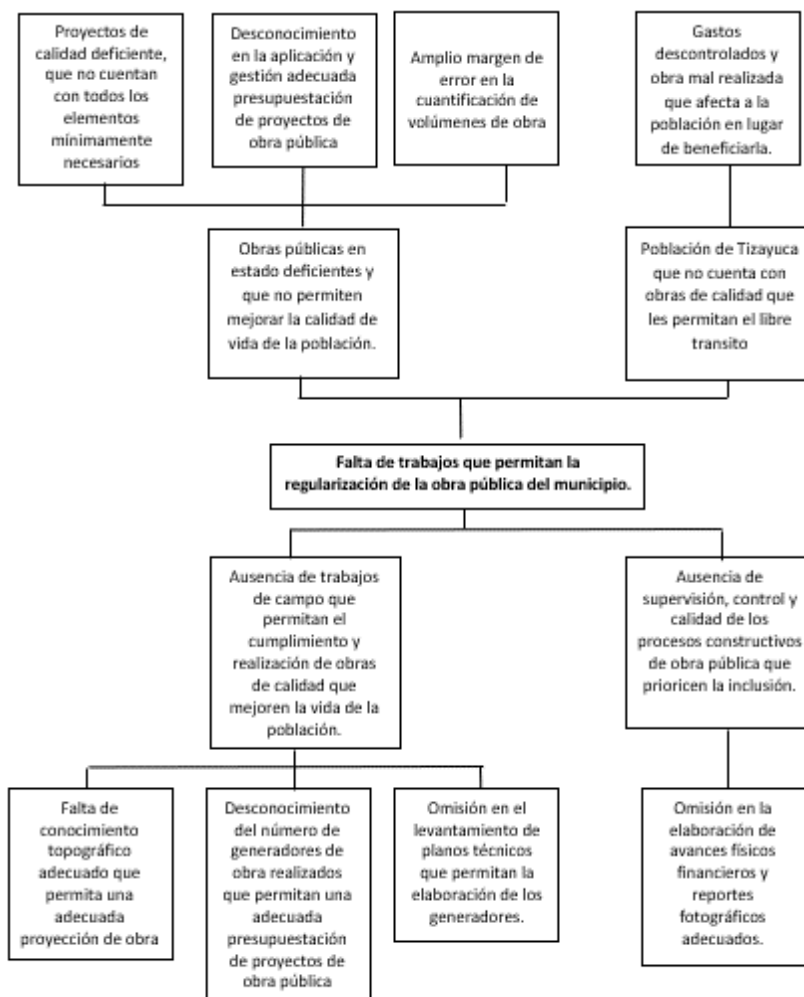 Proyectos de
calidad deficiente,
que no cuentan
con todos los
elementos
mínimamente
necesarios
Desconocimiento
en la aplicación y
gestión adecuada
presupuestación
de proyectos de
obra pública
Amplio margen de
error en la
cuantificación de
volúmenes de obra
Gastos
descontrolados y
obra mal realizada
que afecta a la
población en lugar
de beneficiarla.
Obras públicas en
estado deficientes y
que no permiten
mejorar la calidad de
vida de la población.
Población de Tizayuca
que no cuenta con
obras de calidad que
les permitan el libre
transito
Falta de trabajos que permitan la
regularización de la obra pública del municipio.
Ausencia de trabajos
de campo que
permitan el
cumplimiento y
realización de obras
de calidad que
mejoren la vida de la
población.
Ausencia de
supervisión, control y
calidad de los
procesos constructivos
de obra pública que
prioricen la inclusión.
Falta de
conocimiento
topográfico
adecuado que
permita una
adecuada
proyección de obra
Desconocimiento
del número de
generadores de
obra realizados
que permitan una
adecuada
presupuestación
de proyectos de
obra pública
Omisión en el
levantamiento de
planos técnicos
que permitan la
elaboración de los
generadores.
Omisión en la
elaboración de
avances físicos
financieros y
reportes
fotográficos
adecuados.